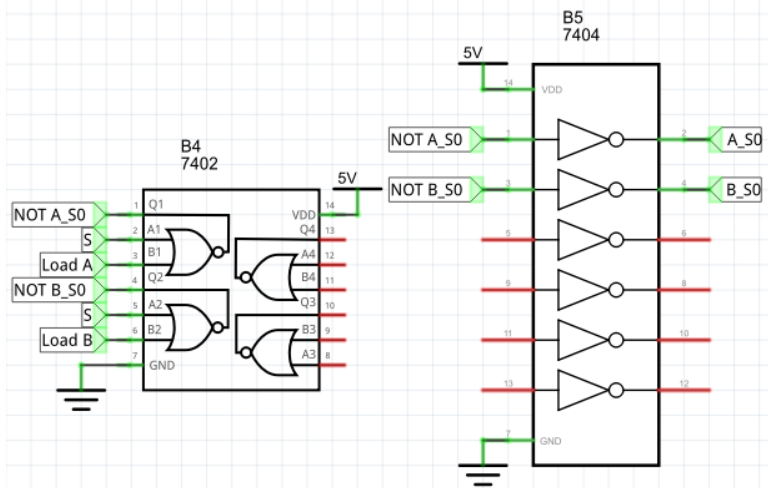 B4
7402
5V
NOT A_S0
S
Load A
NOT B_S0
S
Load B
1 Q1
2 A1
3 B1
4 Q2
5 A2
6 B2
7 GND
VDD 14
Q4 13
A4 12
B4 11
Q3 10
B3 9
A3 8
B5
7404
5V
14 VDD
NOT A_S0
1
2
A_S0
NOT B_S0
3
4
B_S0
5
6
9
8
11
10
13
12
7 GND